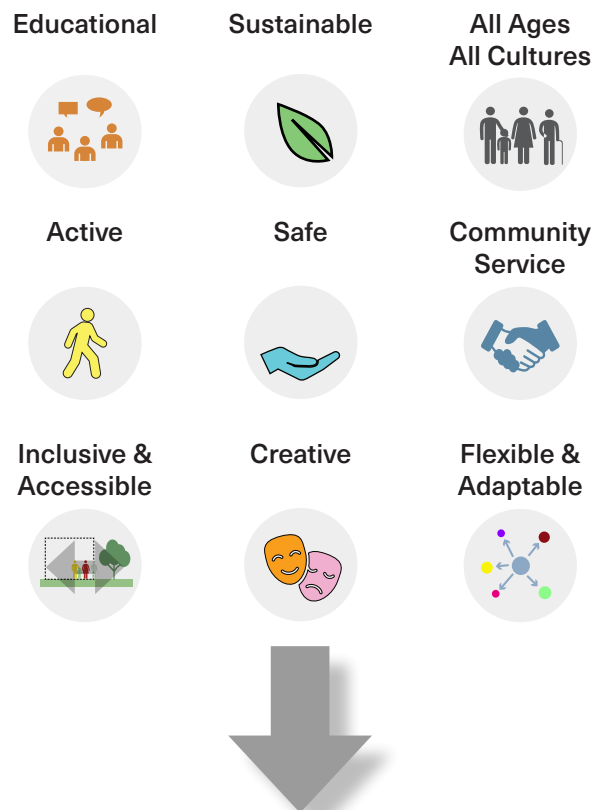 Educational
Sustainable
All Ages
All Cultures
Active
Safe
Community
Service
Inclusive &
Accessible
Creative
Flexible &
Adaptable